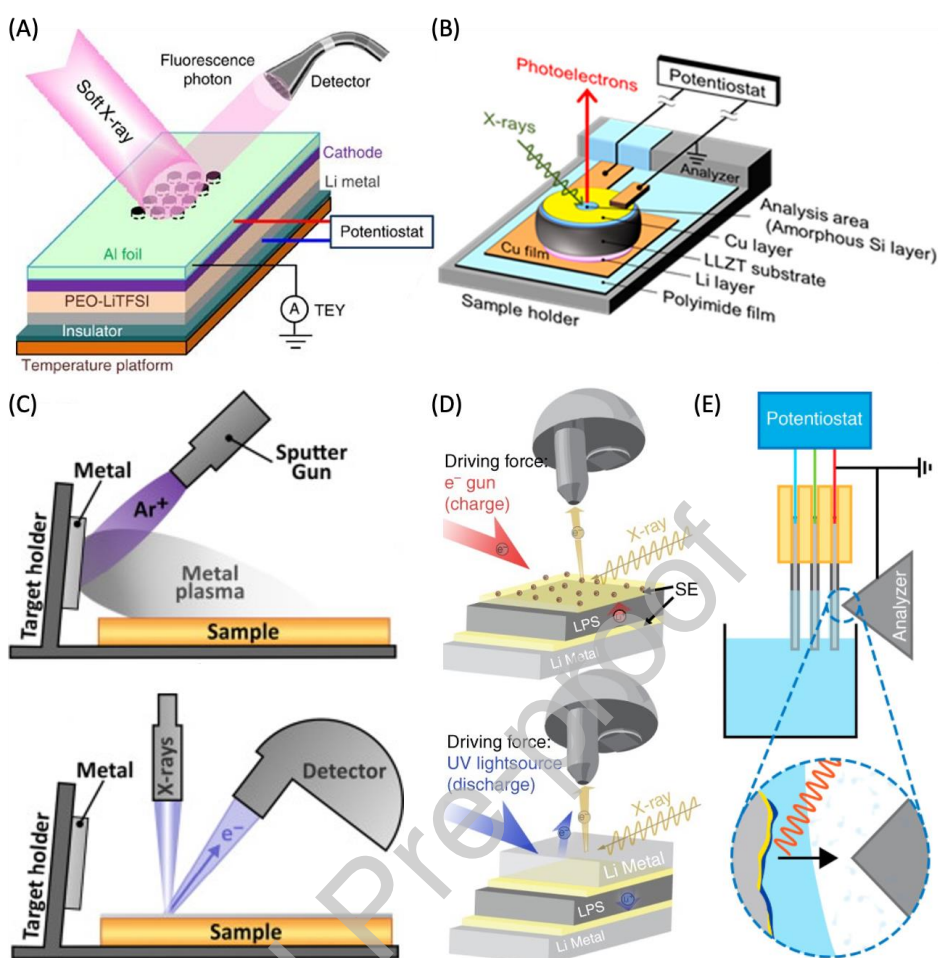 (A)
Fluorescence
photon
Detector
Soft X-ray
Cathode
Li metal
Potentiostat
Al foil
PEO-LiTFSI
A
TEY
Insulator
Temperature platform
(B)
Photoelectrons
Potentiostat
X-rays
Analyzer
Analysis area
(Amorphous Si layer)
Cu layer
LLZT substrate
Li layer
Polyimide film
Cu film
Sample holder
(C)
Sputter
Gun
Metal
Ar+
Target holder
Metal
plasma
Sample
X-rays
Detector
Metal
e−
Target holder
Sample
(D)
Driving force:
e− gun
(charge)
e−
e−
X-ray
SE
LPS
Li Metal
Driving force:
UV lightsource
(discharge)
e−
e−
X-ray
Li Metal
LPS
Li+
Li Metal
(E)
Potentiostat
Analyzer
l Pre-proof